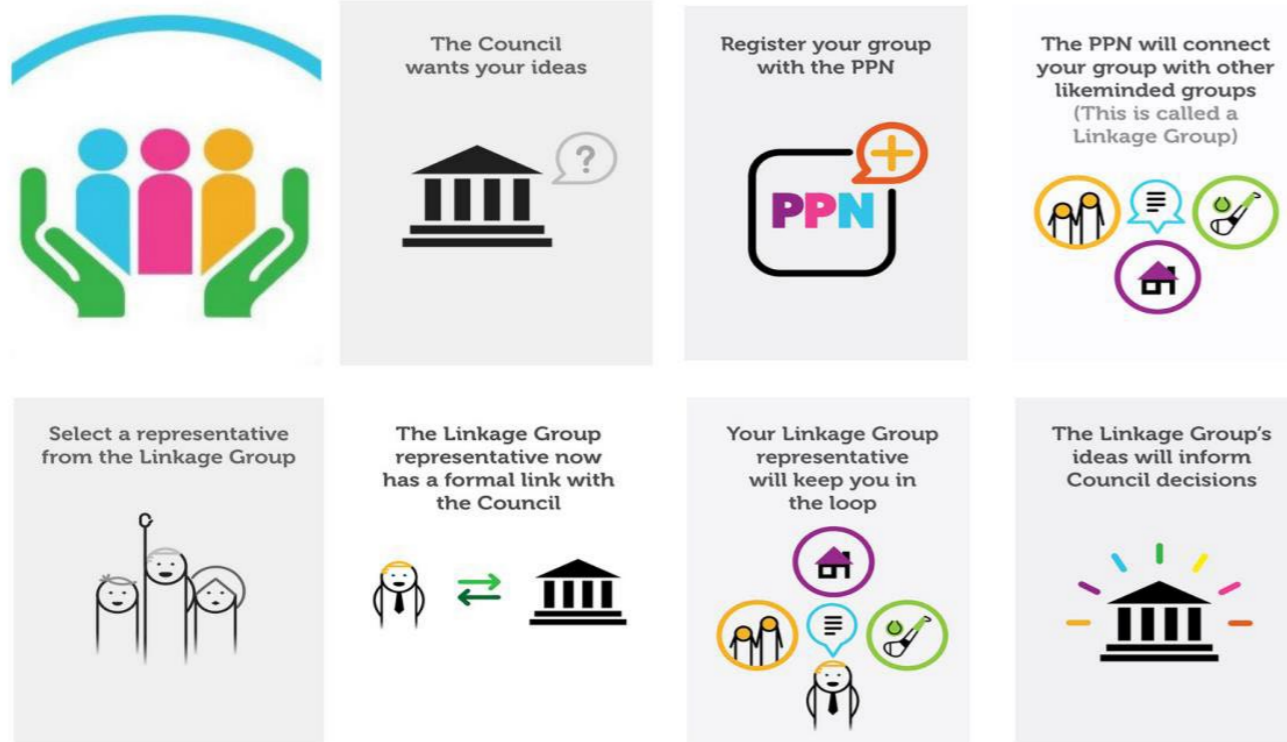 The Council
wants your ideas
?
Register your group
with the PPN
PPN
The PPN will connect
your group with other
likeminded groups
(This is called a
Linkage Group)
Select a representative
from the Linkage Group
The Linkage Group
representative now
has a formal link with
the Council
Your Linkage Group
representative
will keep you in
the loop
The Linkage Group's
ideas will inform
Council decisions